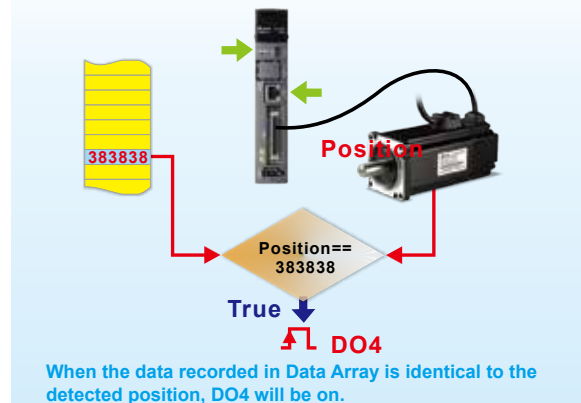 Position
383838
Position==
383838
True
DO4
When the data recorded in Data Array is identical to the
detected position, DO4 will be on.